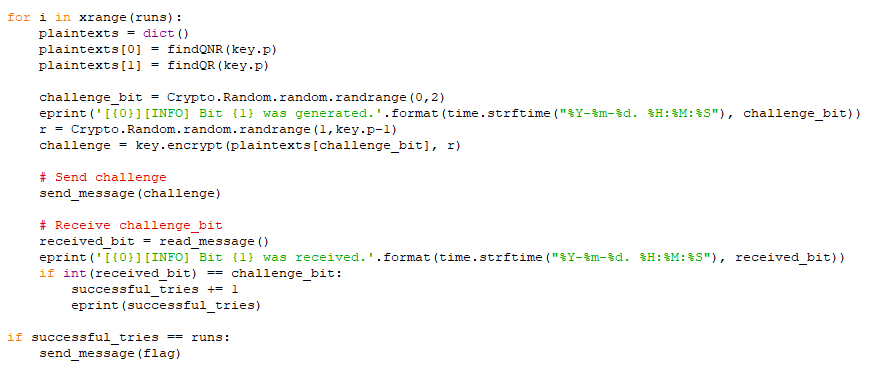 for i in xrange(runs):
    plaintexts = dict()
    plaintexts[0] = findQNR(key.p)
    plaintexts[1] = findQR(key.p)

    challenge_bit = Crypto.Random.random.randrange(0,2)
    eprint('[{0}][INFO] Bit {1} was generated.'.format(time.strftime("%Y-%m-%d. %H:%M:%S"), challenge_bit))
    r = Crypto.Random.random.randrange(1,key.p-1)
    challenge = key.encrypt(plaintexts[challenge_bit], r)

    # Send challenge
    send_message(challenge)

    # Receive challenge_bit
    received_bit = read_message()
    eprint('[{0}][INFO] Bit {1} was received.'.format(time.strftime("%Y-%m-%d. %H:%M:%S"), received_bit))
    if int(received_bit) == challenge_bit:
        successful_tries += 1
        eprint(successful_tries)

if successful_tries == runs:
    send_message(flag)